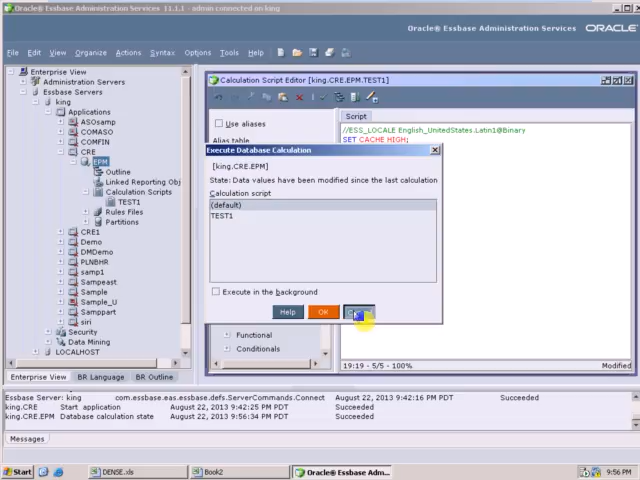 Oracle® Essbase Administration Services 11.1.1 - admin connected on king
Oracle® Essbase Administration Services ORACLE
File Edit View Organize Actions Syntax Options Tools Help
Enterprise View
Administration Servers
Essbase Servers
king
Applications
ASOsamp
COMASO
COMFIN
CRE
EPM
Outline
Linked Reporting Obj
Calculation Scripts
TEST1
Rules Files
Partitions
CRE1
Demo
DMDemo
PLNBHR
samp1
Sampeast
Sample
Sample_U
Samppart
siri
Security
Data Mining
LOCALHOST
Enterprise View BR Language BR Outline
Calculation Script Editor [king.CRE.EPM.TEST1]
Use aliases
Alias table
Script
//ESS_LOCALE English_UnitedStates.Latin1@Binary
SET CACHE HIGH;
Execute Database Calculation
[king.CRE.EPM]
State: Data values have been modified since the last calculation
Calculation script
(default)
TEST1
Execute in the background
Help OK
Functional
Conditionals
19:19 - 5/5 - 100% Modified
Essbase Server: king com.essbase.eas.essbase.defs.ServerCommands.Connect August 22, 2013 9:42:16 PM PDT Succeeded
king.CRE Start application August 22, 2013 9:42:25 PM PDT Succeeded
king.CRE.EPM Database calculation state August 22, 2013 9:56:34 PM PDT Succeeded
Messages
Start DENSE.xls Book2 Oracle® Essbase Adm... 9:56 PM